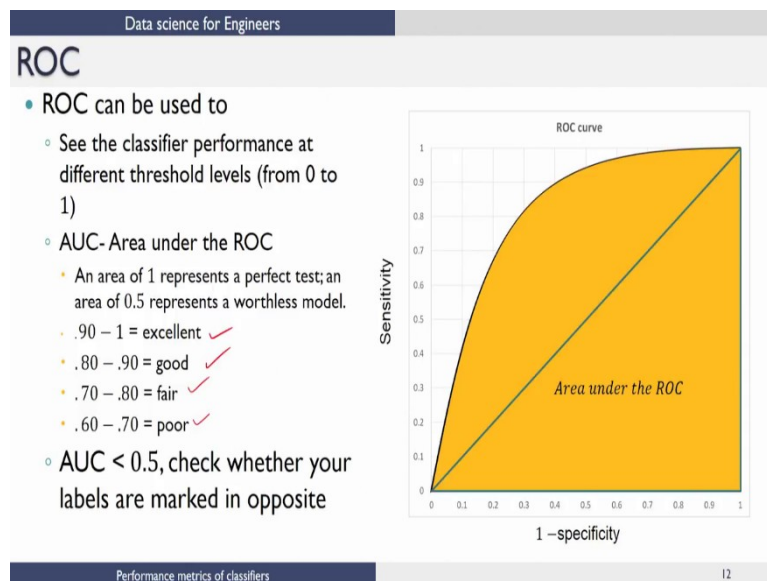 Data science for Engineers
ROC
• ROC can be used to
◦ See the classifier performance at
different threshold levels (from 0 to
1)
◦ AUC- Area under the ROC
• An area of 1 represents a perfect test; an
area of 0.5 represents a worthless model.
• .90 – 1 = excellent
• .80 – .90 = good
• .70 – .80 = fair
• .60 – .70 = poor
◦ AUC < 0.5, check whether your
labels are marked in opposite
ROC curve
Sensitivity
1
0.9
0.8
0.7
0.6
0.5
0.4
0.3
0.2
0.1
0
Area under the ROC
0 0.1 0.2 0.3 0.4 0.5 0.6 0.7 0.8 0.9 1
1 –specificity
Performance metrics of classifiers
12